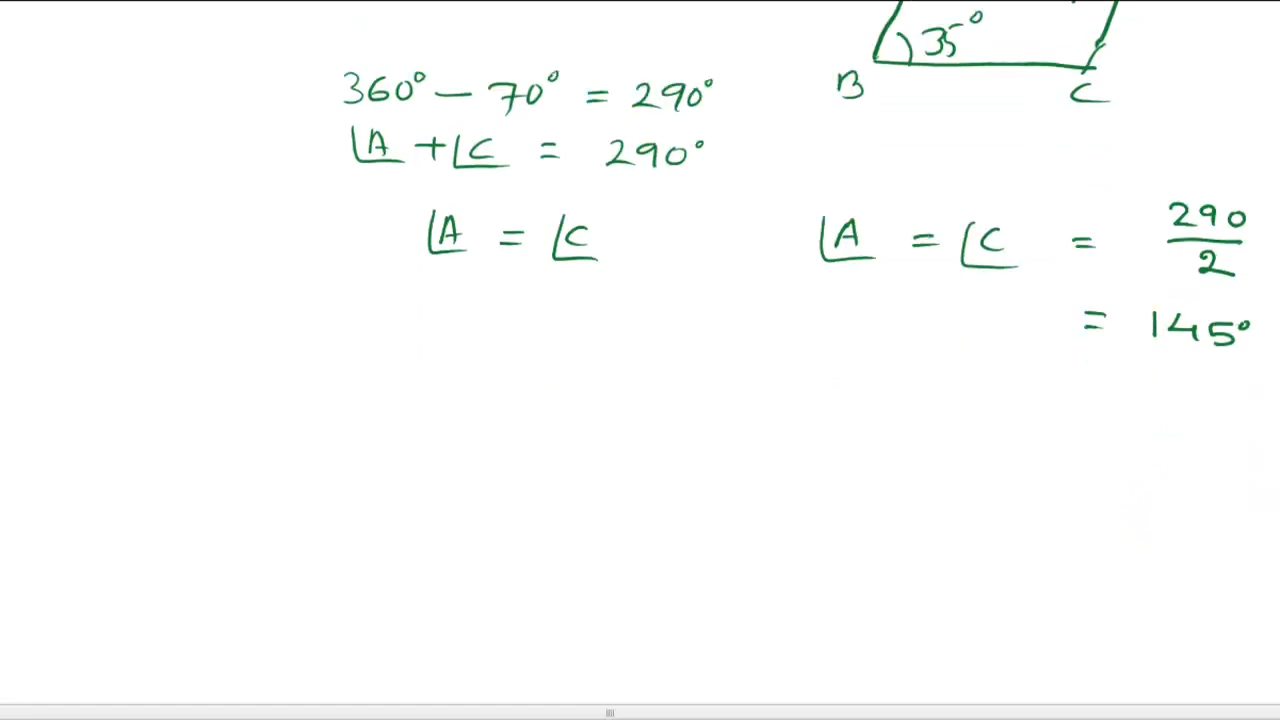 35°
B C
360° - 70° = 290°
∠A + ∠C = 290°
∠A = ∠C
∠A = ∠C = 290/2
= 145°